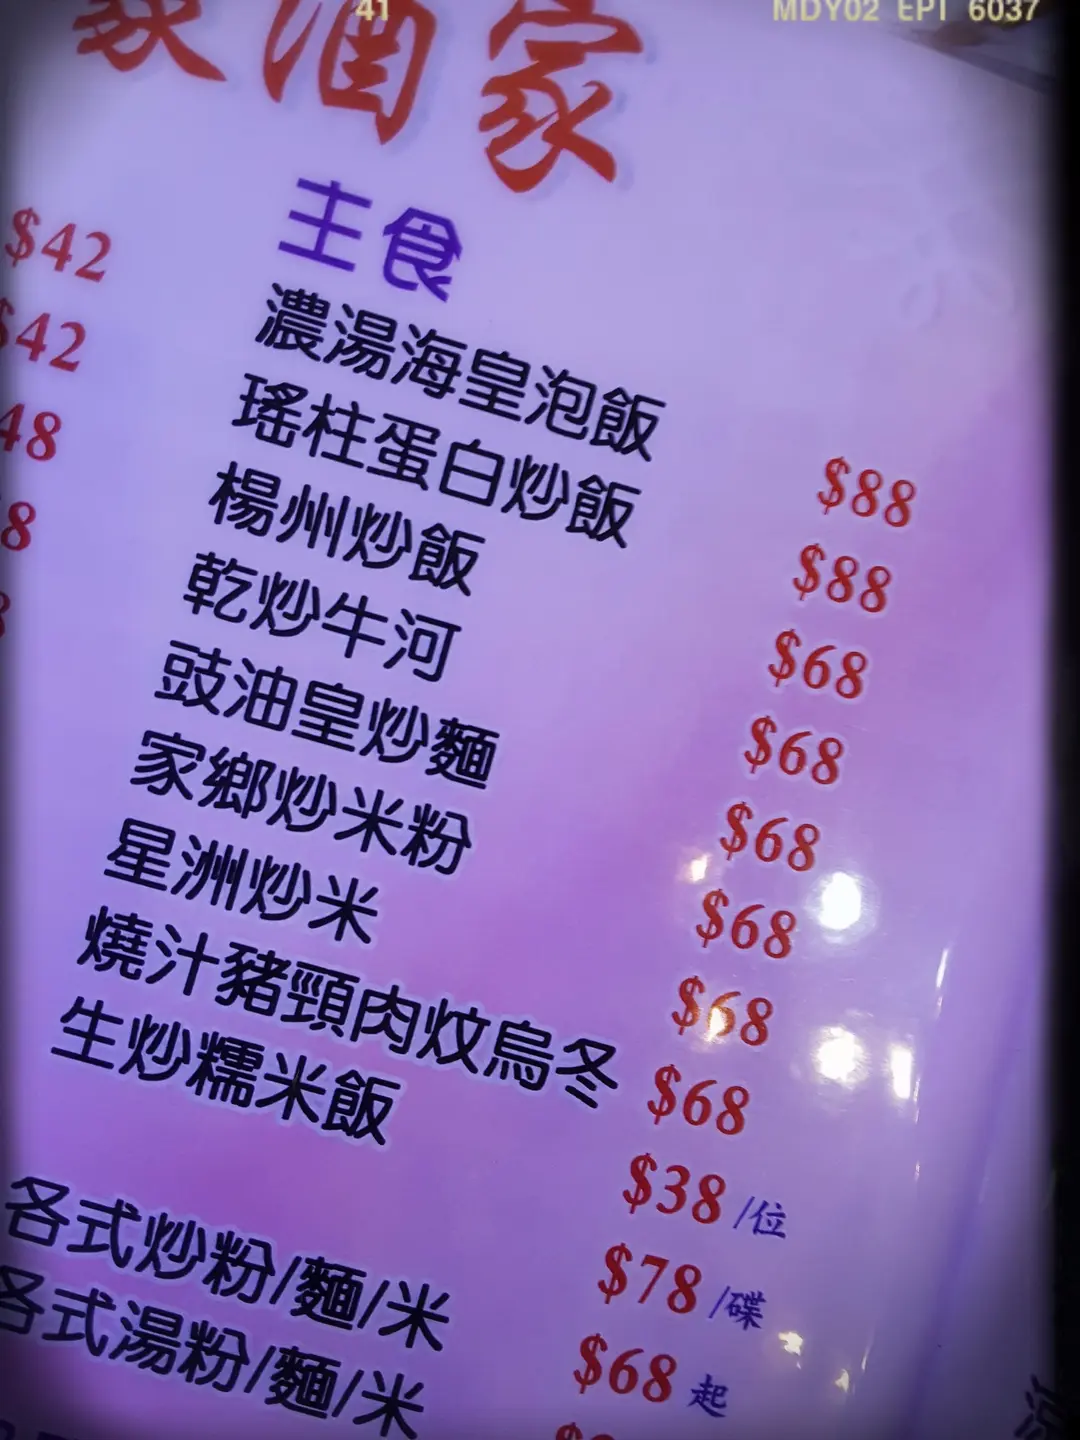 41 MDY02 EPI 6037
酒家
$42
$42
48
8
主食
濃湯海皇泡飯 $88
瑤柱蛋白炒飯 $88
楊州炒飯 $68
乾炒牛河 $68
豉油皇炒麵 $68
家鄉炒米粉 $68
星洲炒米 $68
燒汁豬頸肉炆烏冬 $68
生炒糯米飯 $38 /位
$78 /碟
各式炒粉/麵/米 $68 起
各式湯粉/麵/米